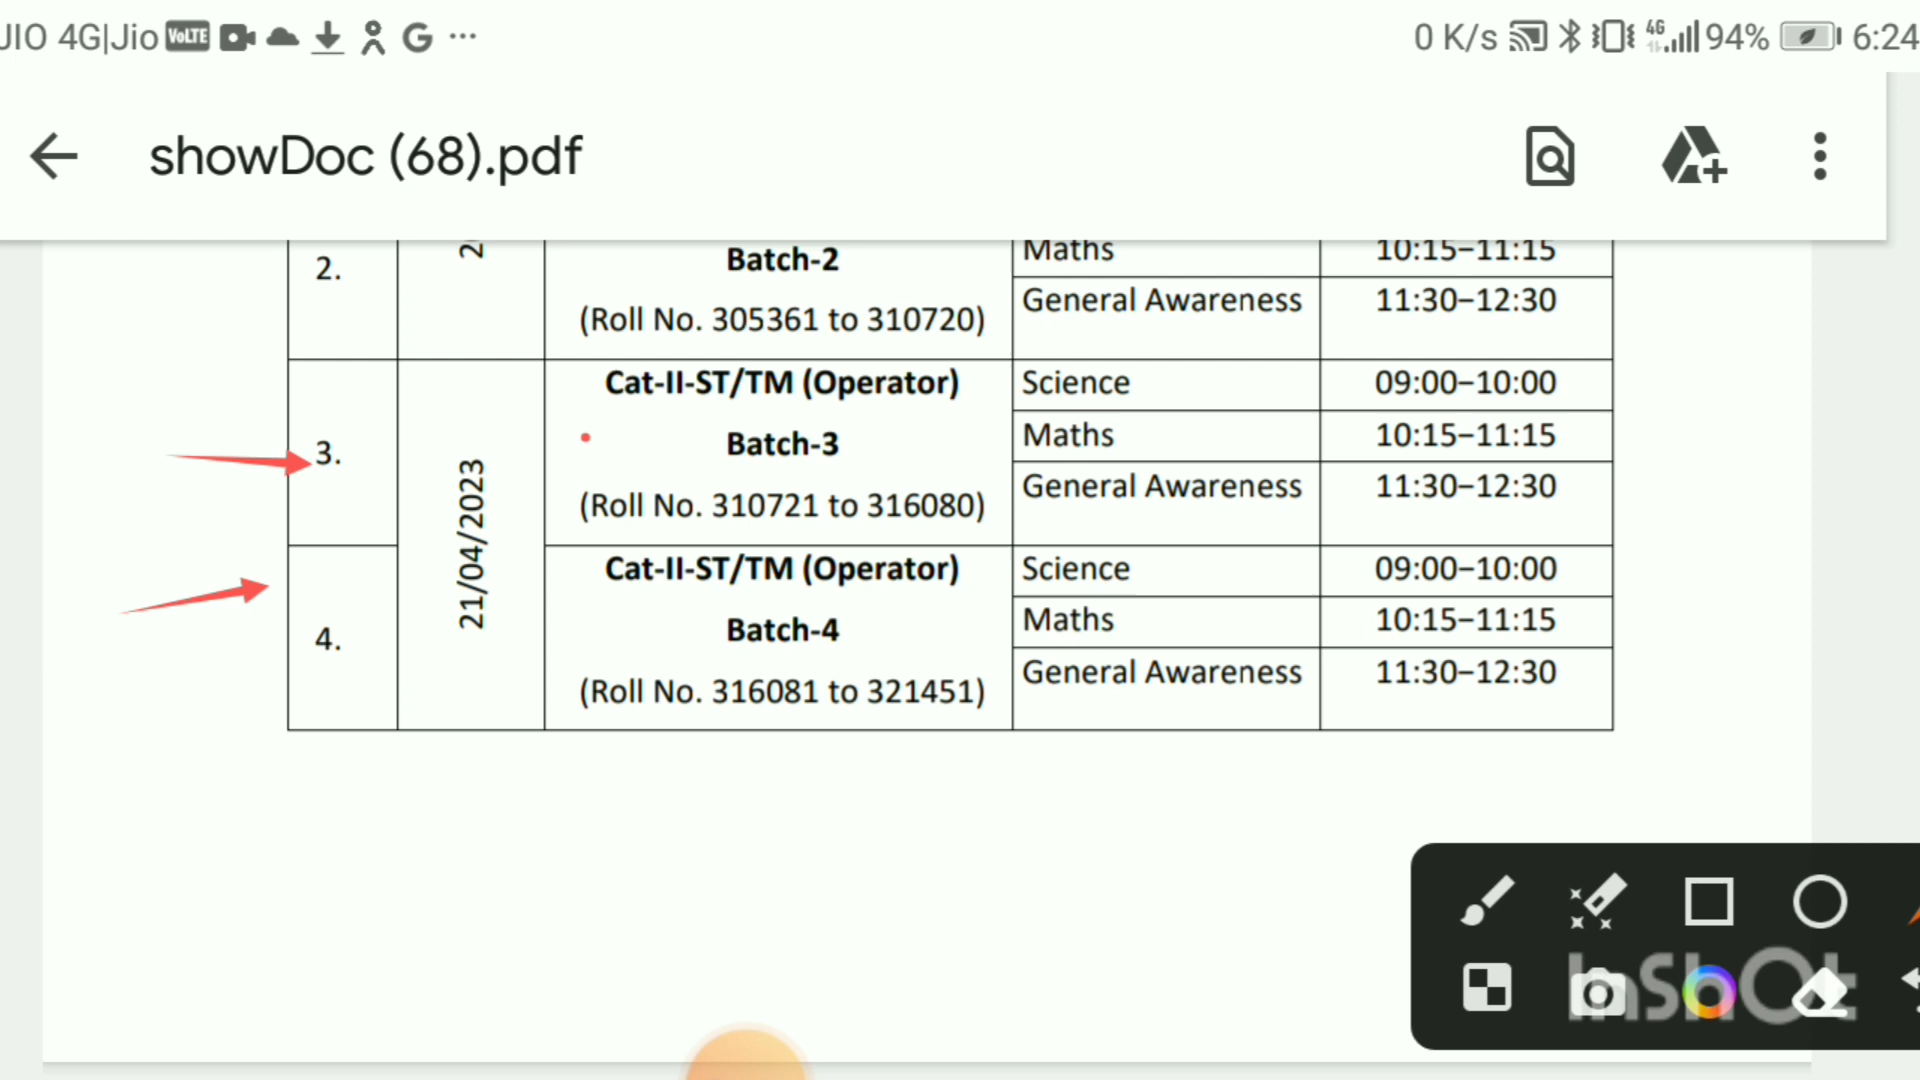 JIO 4G|Jio VoLTE G ... 0 K/s 4G 94% 6:24
showDoc (68).pdf
2. 2 Batch-2 Maths 10:15–11:15
(Roll No. 305361 to 310720) General Awareness 11:30–12:30
Cat-II-ST/TM (Operator) Science 09:00–10:00
3. Batch-3 Maths 10:15–11:15
(Roll No. 310721 to 316080) General Awareness 11:30–12:30
21/04/2023
Cat-II-ST/TM (Operator) Science 09:00–10:00
4. Batch-4 Maths 10:15–11:15
(Roll No. 316081 to 321451) General Awareness 11:30–12:30
InShOt